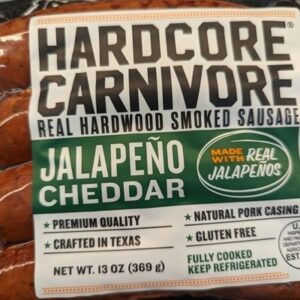 HARDCORE
CARNIVORE®
REAL HARDWOOD SMOKED SAUSAGE
JALAPEÑO
CHEDDAR
MADE
WITH REAL
JALAPEÑOS
★ PREMIUM QUALITY
★ CRAFTED IN TEXAS
★ NATURAL PORK CASING
★ GLUTEN FREE
NET WT. 13 OZ (369 g)
FULLY COOKED
KEEP REFRIGERATED
U.S.
EST.